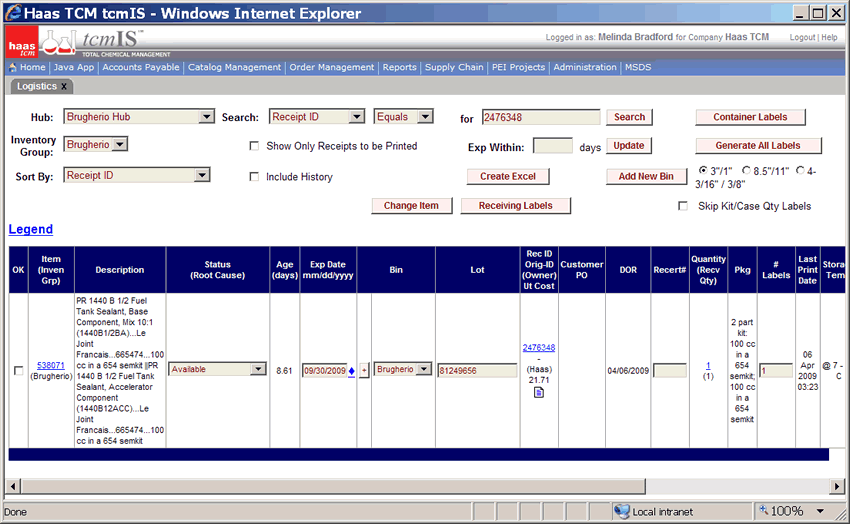 Haas TCM tcmIS - Windows Internet Explorer
haas tcm
tcmIS™
TOTAL CHEMICAL MANAGEMENT
Logged in as: Melinda Bradford for Company Haas TCM
Logout | Help
Home | Java App | Accounts Payable | Catalog Management | Order Management | Reports | Supply Chain | PEI Projects | Administration | MSDS
Logistics X
Hub: Brugherio Hub Search: Receipt ID Equals for 2476348 Search Container Labels
Inventory
Group: Brugherio Show Only Receipts to be Printed Exp Within: days Update Generate All Labels
Sort By: Receipt ID Include History Create Excel Add New Bin 3"/1" 8.5"/11" 4-
3/16" / 3/8"
Change Item Receiving Labels Skip Kit/Case Qty Labels
Legend
OK
Item
(Inven
Grp)
Description
Status
(Root Cause)
Age
(days)
Exp Date
mm/dd/yyyy
Bin
Lot
Rec ID
Orig-ID
(Owner)
Ut Cost
Customer
PO
DOR
Recert#
Quantity
(Recv
Qty)
Pkg
#
Labels
Last
Print
Date
Stora
Tem
538071
(Brugherio)
PR 1440 B 1/2 Fuel
Tank Sealant, Base
Component, Mix 10:1
(1440B1/2BA)...Le
Joint
Francais...665474...100
cc in a 654 semkit ||PR
1440 B 1/2 Fuel Tank
Sealant, Accelerator
Component
(1440B12ACC)...Le
Joint
Francais...665474...100
cc in a 654 semkit
Available
8.61
09/30/2009
+
Brugherio
81249656
2476348
-
(Haas)
21.71
04/06/2009
1
(1)
2 part
kit:
100 cc
in a
654
semkit;
100 cc
in a
654
semkit
1
06
Apr
2009
03:23
@ 7 -
C
Done
Local intranet
100%